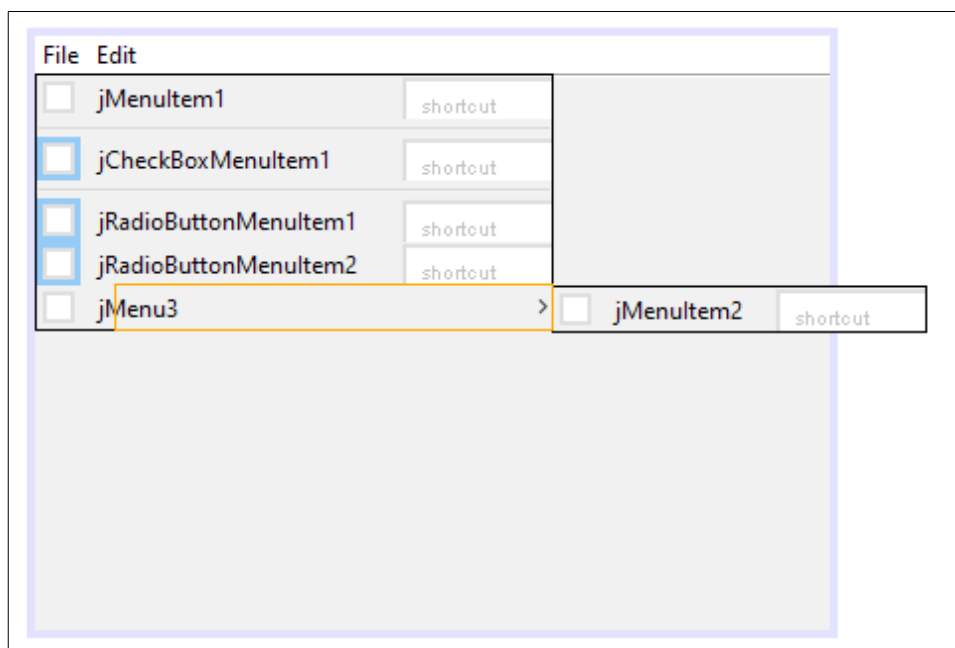 File Edit
jMenuItem1 shortcut
jCheckBoxMenuItem1 shortcut
jRadioButtonMenuItem1 shortcut
jRadioButtonMenuItem2 shortcut
jMenu3 > jMenuItem2 shortcut